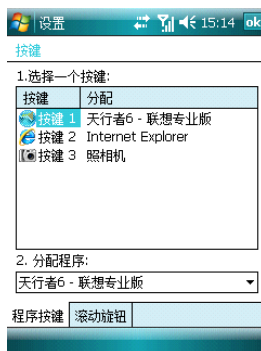 设置 15:14 ok
按键
1.选择一个按键:
按键 分配
按键 1 天行者6 - 联想专业版
按键 2 Internet Explorer
按键 3 照相机
2. 分配程序:
天行者6 - 联想专业版
程序按键 滚动旋钮